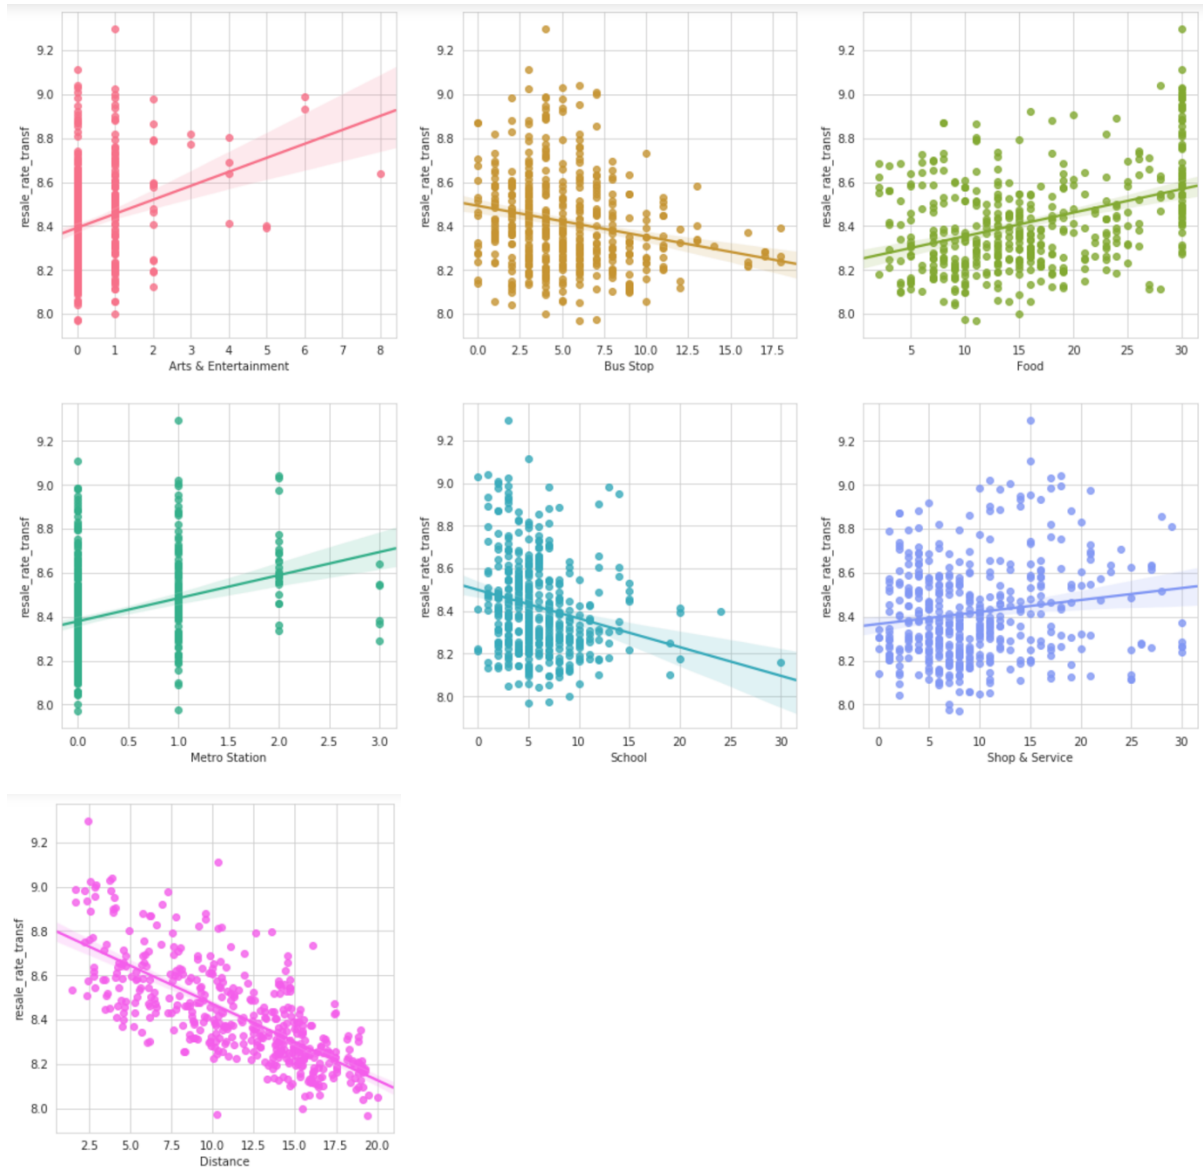 9.2
9.0
8.8
8.6
8.4
8.2
8.0
resale_rate_transf
0 1 2 3 4 5 6 7 8
Arts & Entertainment
9.2
9.0
8.8
8.6
8.4
8.2
8.0
resale_rate_transf
0.0 2.5 5.0 7.5 10.0 12.5 15.0 17.5
Bus Stop
9.2
9.0
8.8
8.6
8.4
8.2
8.0
resale_rate_transf
5 10 15 20 25 30
Food
9.2
9.0
8.8
8.6
8.4
8.2
8.0
resale_rate_transf
0.0 0.5 1.0 1.5 2.0 2.5 3.0
Metro Station
9.2
9.0
8.8
8.6
8.4
8.2
8.0
resale_rate_transf
0 5 10 15 20 25 30
School
9.2
9.0
8.8
8.6
8.4
8.2
8.0
resale_rate_transf
0 5 10 15 20 25 30
Shop & Service
9.2
9.0
8.8
8.6
8.4
8.2
8.0
resale_rate_transf
2.5 5.0 7.5 10.0 12.5 15.0 17.5 20.0
Distance